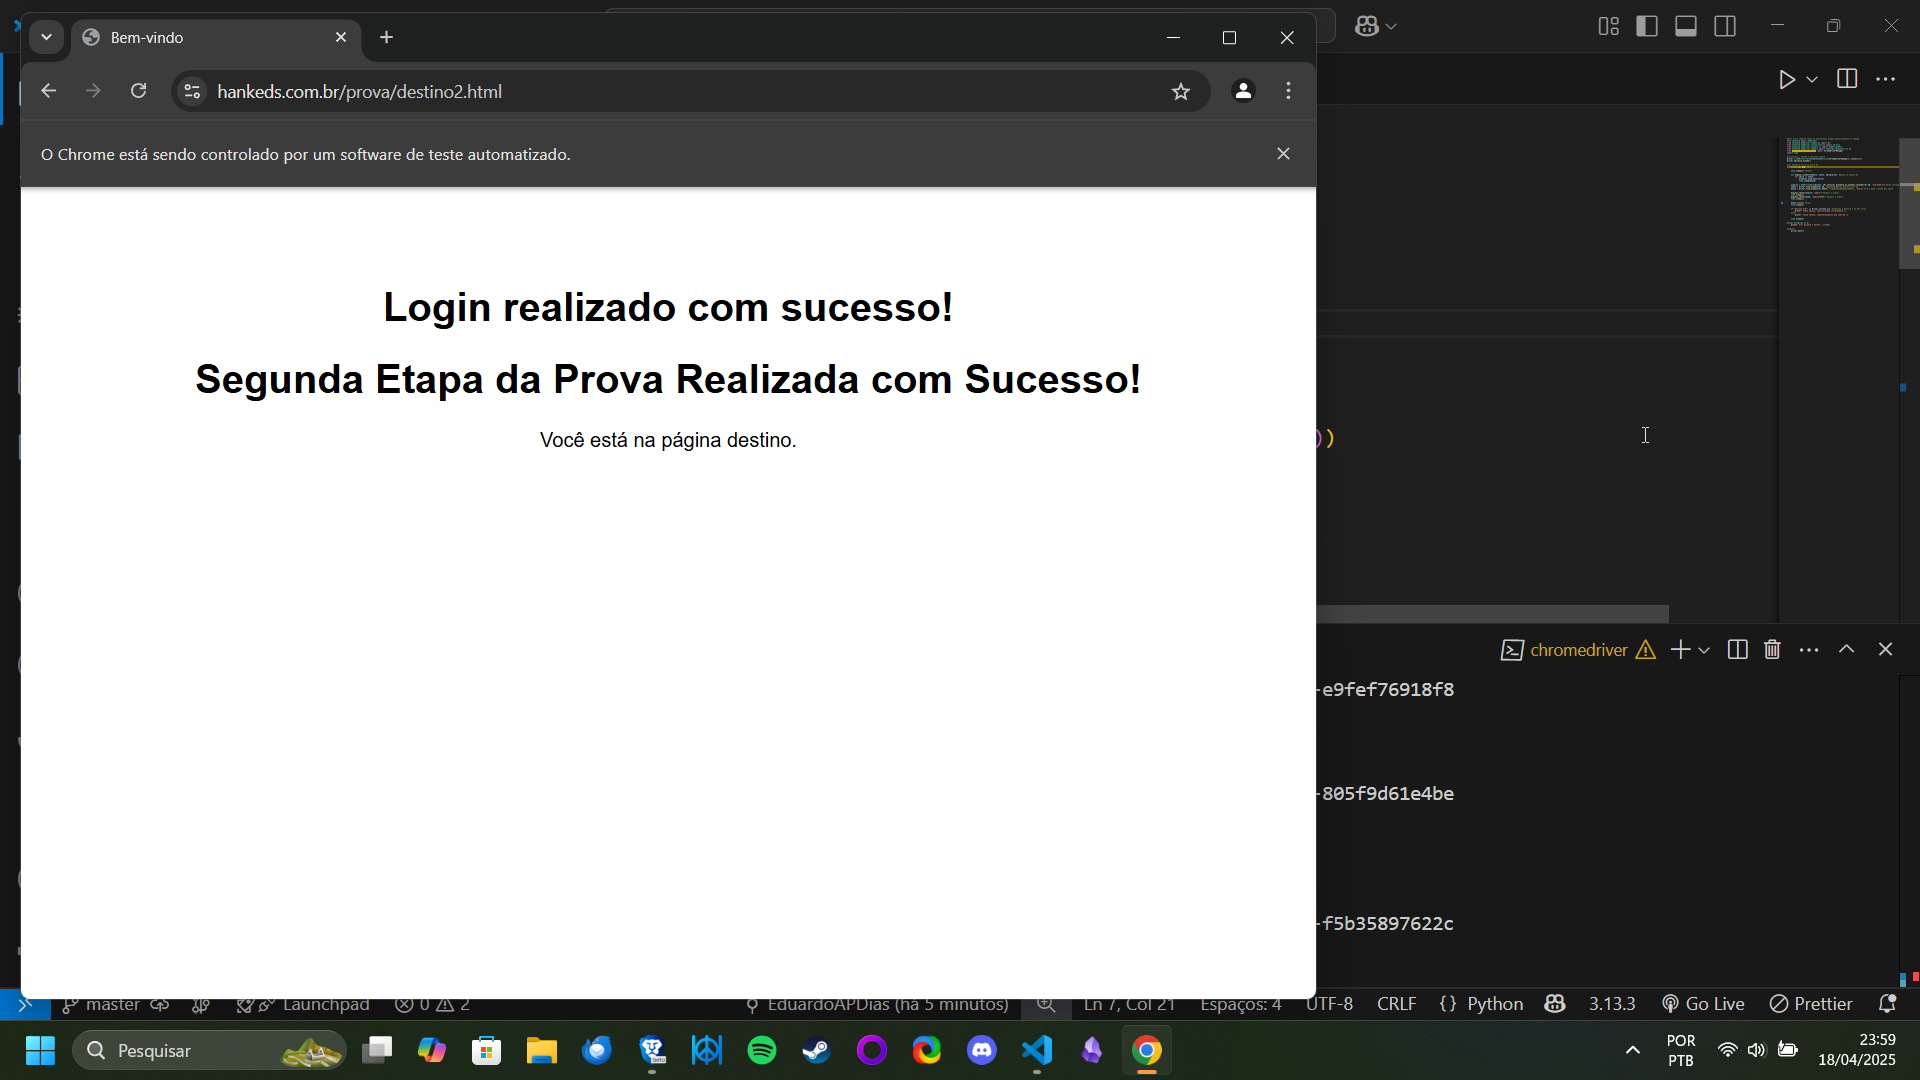 Bem-vindo
hankeds.com.br/prova/destino2.html
O Chrome está sendo controlado por um software de teste automatizado.
Login realizado com sucesso!
Segunda Etapa da Prova Realizada com Sucesso!
Você está na página destino.
))
chromedriver
-e9fef76918f8
-805f9d61e4be
-f5b35897622c
master Launchpad 0 2 EduardoAPDias (há 5 minutos) Ln 7, Col 21 Espaços: 4 UTF-8 CRLF {} Python 3.13.3 Go Live Prettier
Pesquisar
beta
POR
PTB
23:59
18/04/2025